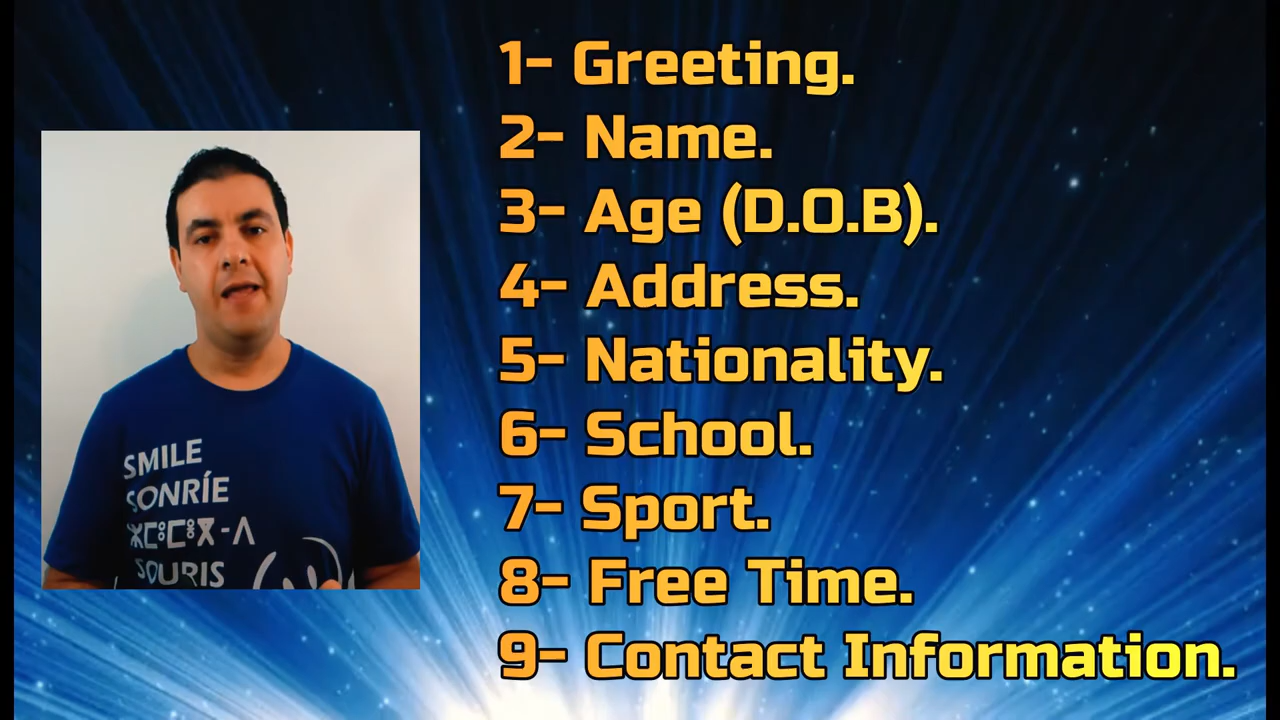 1- Greeting.
2- Name.
3- Age (D.O.B).
4- Address.
5- Nationality.
6- School.
7- Sport.
8- Free Time.
9- Contact Information.
SMILE
SONRÍE
SOURIS